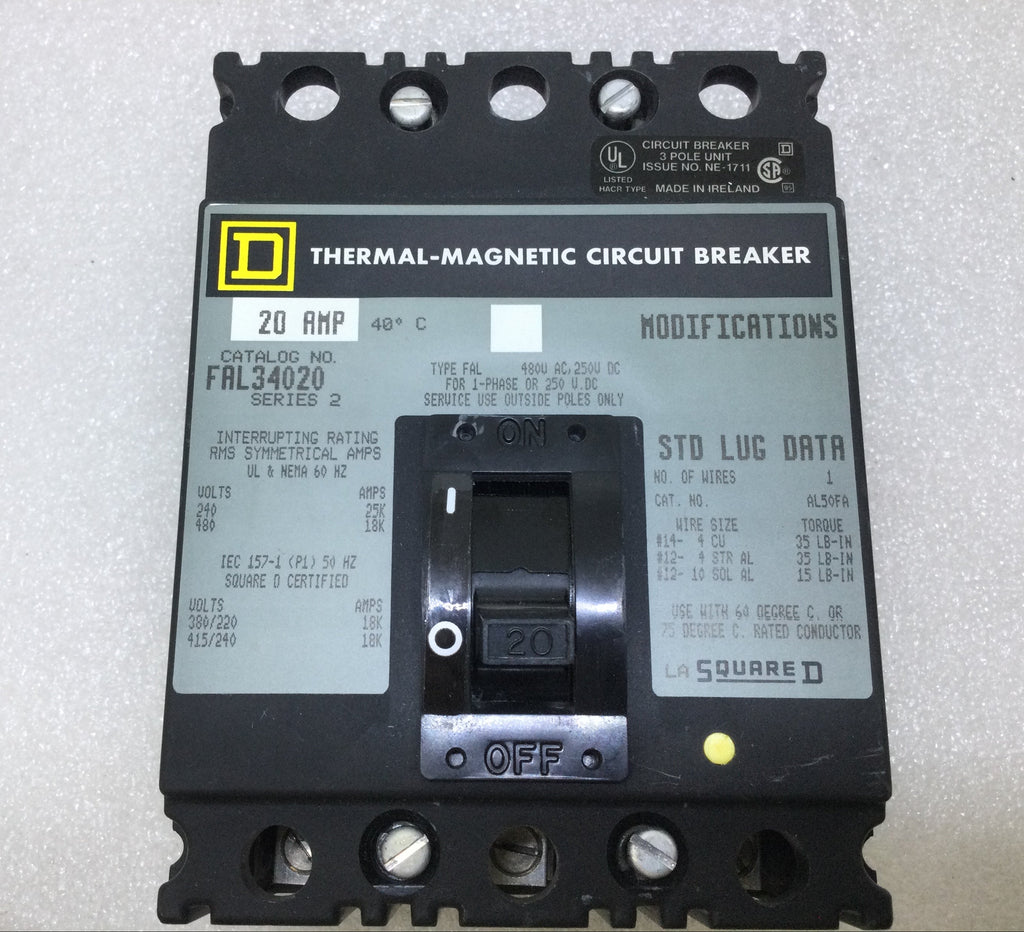 UL
LISTED
HACR TYPE
CIRCUIT BREAKER
3 POLE UNIT
ISSUE NO. NE-1711
MADE IN IRELAND
SA
D
THERMAL-MAGNETIC CIRCUIT BREAKER
20 AMP 40° C
MODIFICATIONS
CATALOG NO.
FAL34020
SERIES 2
TYPE FAL 480V AC,250V DC
FOR 1-PHASE OR 250 V.DC
SERVICE USE OUTSIDE POLES ONLY
INTERRUPTING RATING
RMS SYMMETRICAL AMPS
UL & NEMA 60 HZ
VOLTS AMPS
240 25K
480 18K
IEC 157-1 (P1) 50 HZ
SQUARE D CERTIFIED
VOLTS AMPS
380/220 18K
415/240 18K
ON
I
O
20
OFF
STD LUG DATA
NO. OF WIRES 1
CAT. NO. AL50FA
WIRE SIZE TORQUE
#14- 4 CU 35 LB-IN
#12- 4 STR AL 35 LB-IN
#12- 10 SOL AL 15 LB-IN
USE WITH 60 DEGREE C. OR
75 DEGREE C. RATED CONDUCTOR
LA SQUARE D